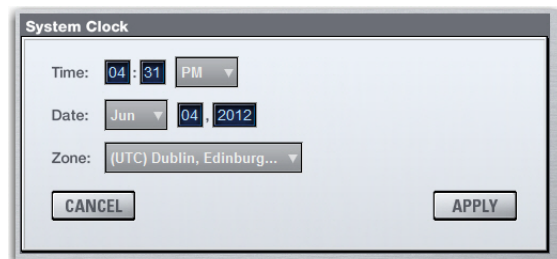 System Clock
Time: 04 : 31 PM
Date: Jun 04 , 2012
Zone: (UTC) Dublin, Edinburg...
CANCEL APPLY